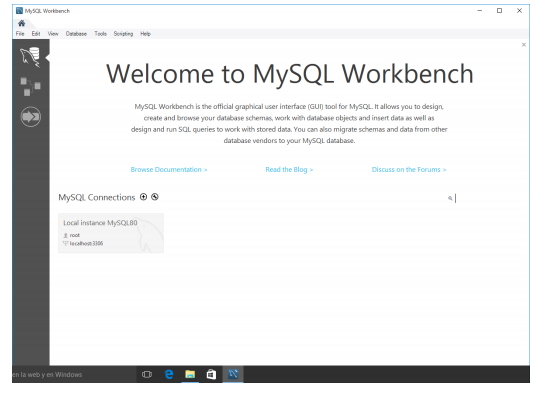 MySQL Workbench
File Edit View Database Tools Scripting Help
Welcome to MySQL Workbench
MySQL Workbench is the official graphical user interface (GUI) tool for MySQL. It allows you to design,
create and browse your database schemas, work with database objects and insert data as well as
design and run SQL queries to work with stored data. You can also migrate schemas and data from other
database vendors to your MySQL database.
Browse Documentation > Read the Blog > Discuss on the Forums >
MySQL Connections
Local instance MySQL80
root
localhost:3306
en la web y en Windows